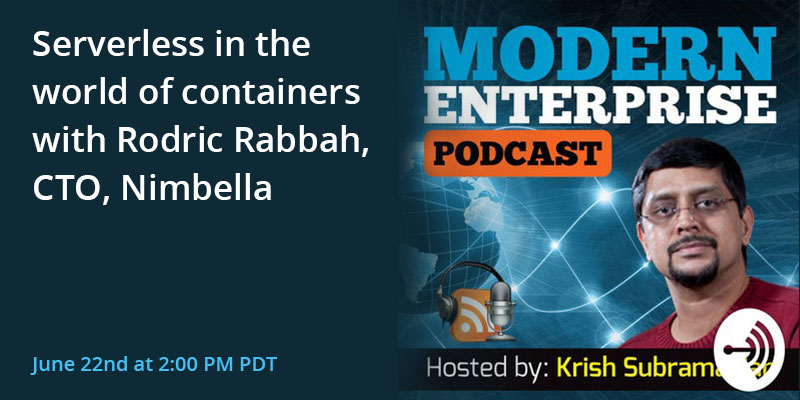 Serverless in the
world of containers
with Rodric Rabbah,
CTO, Nimbella
June 22nd at 2:00 PM PDT
MODERN
ENTERPRISE
PODCAST
Hosted by: Krish